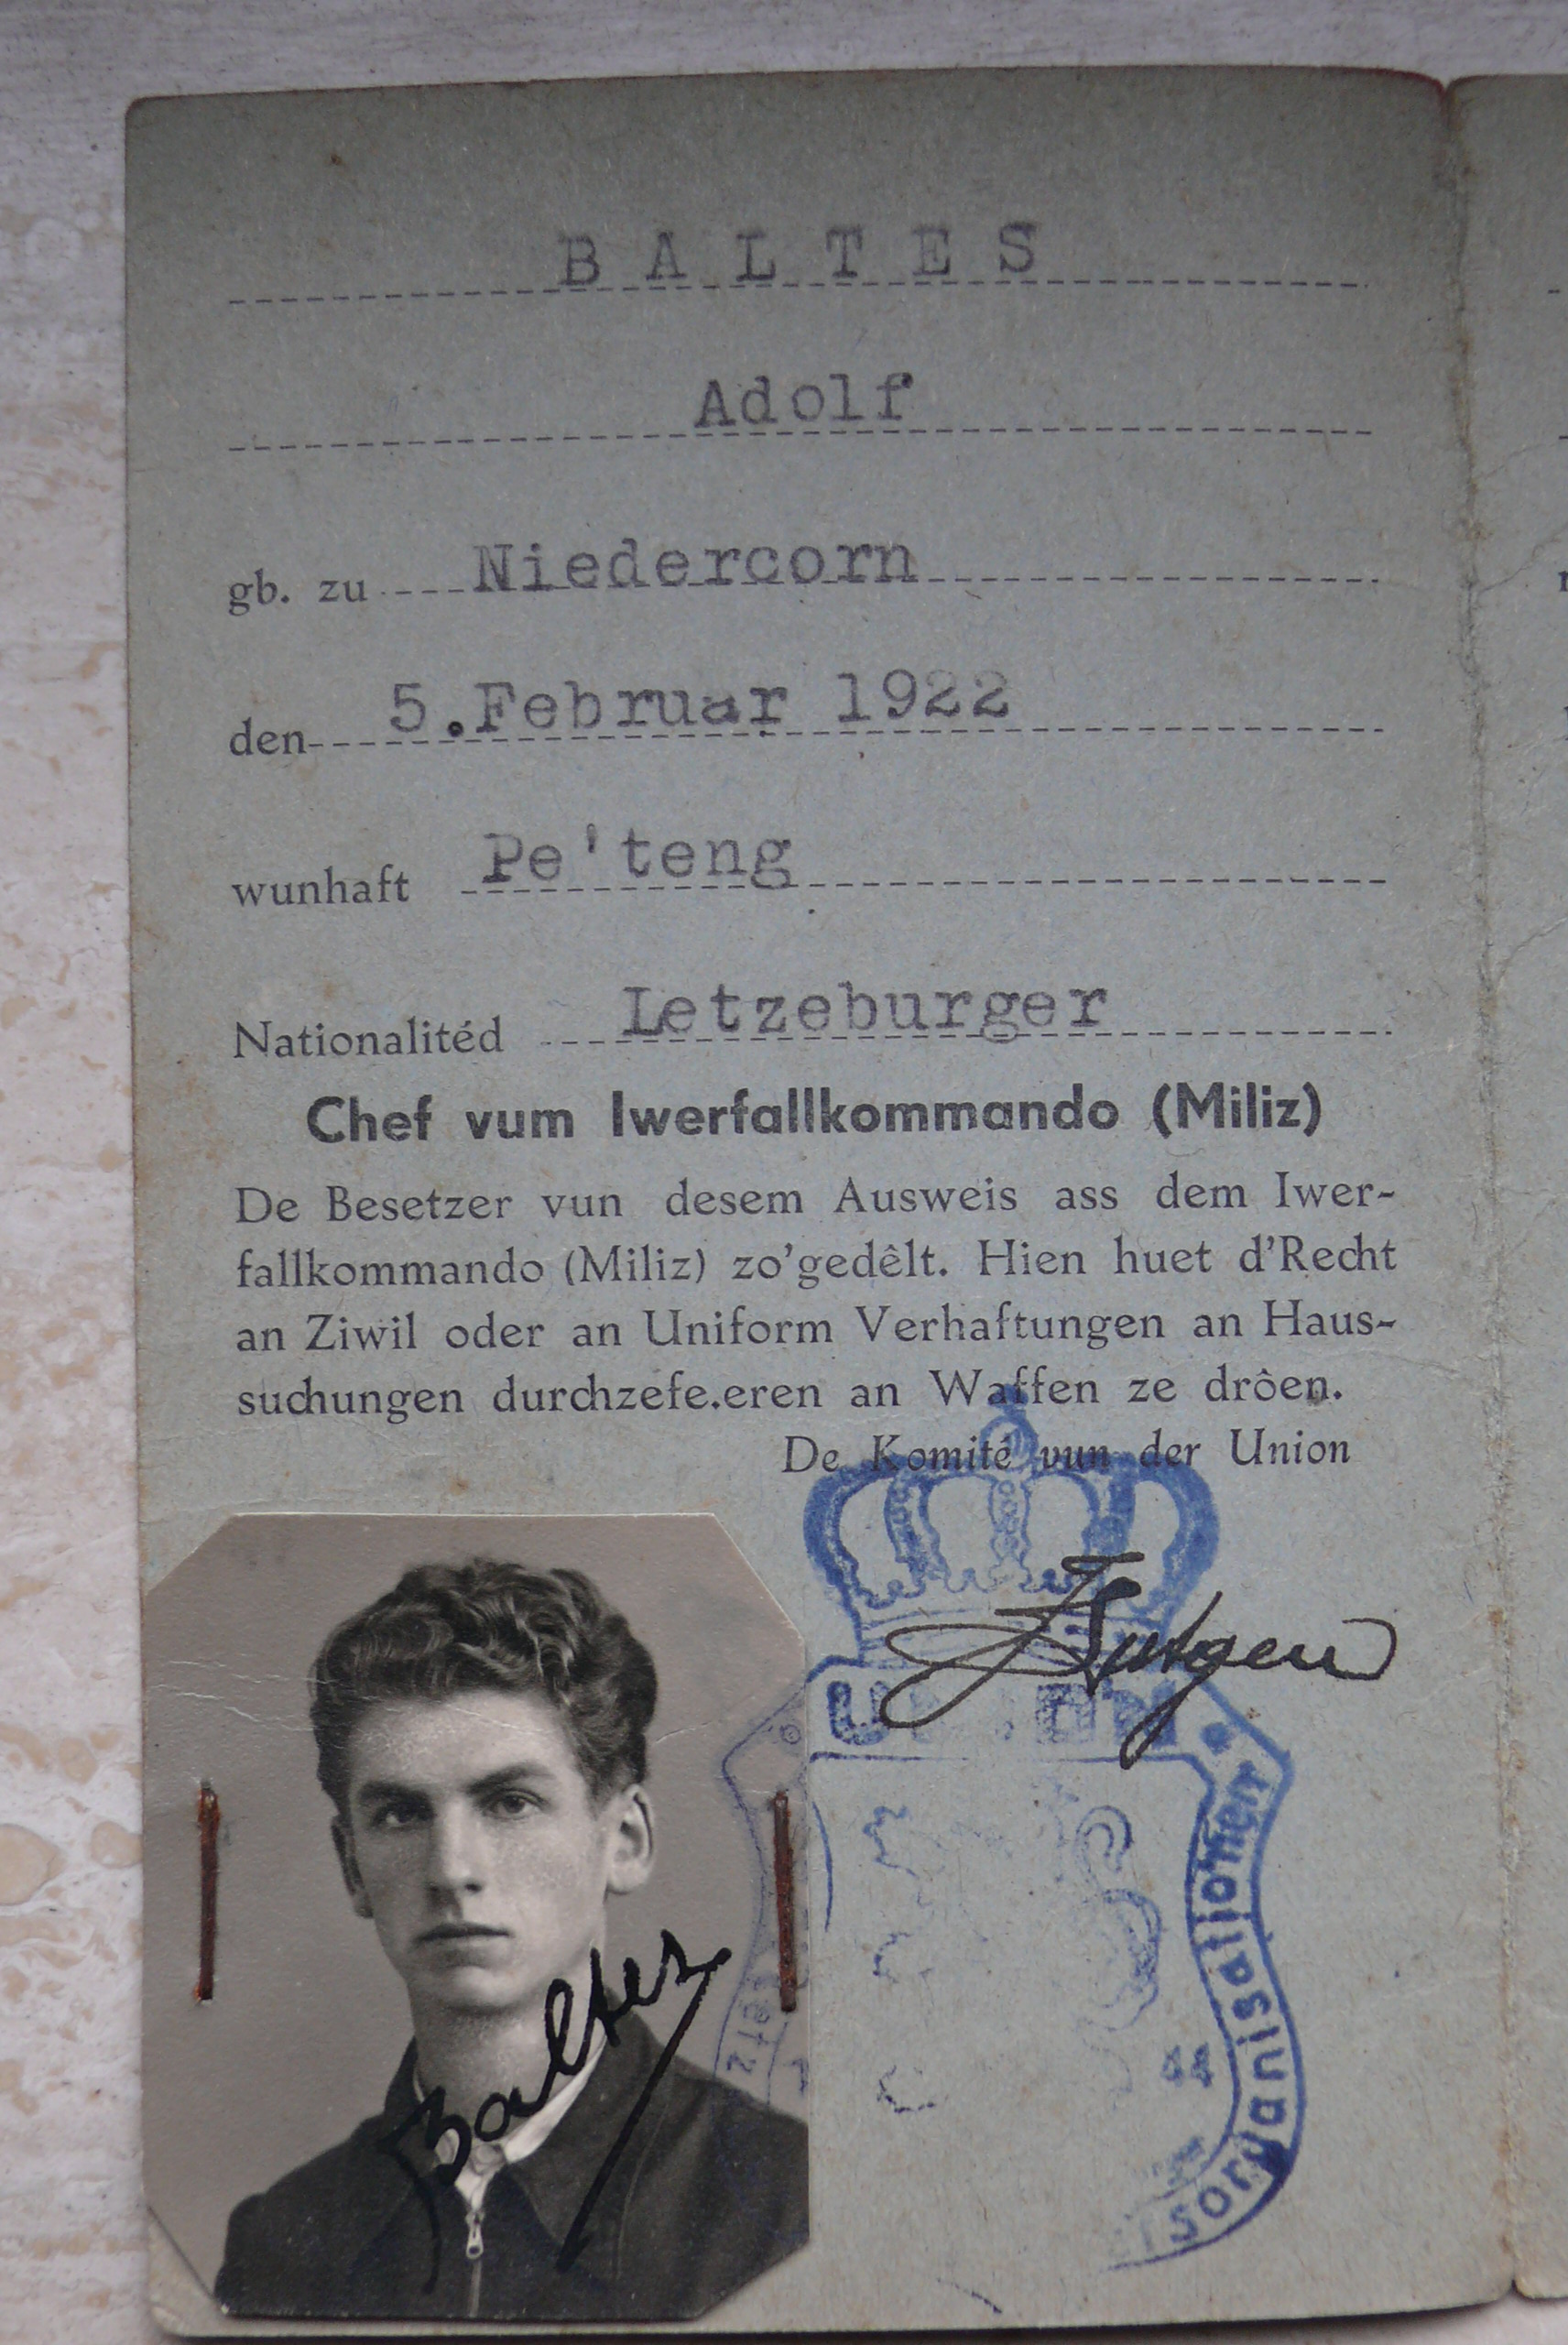 BALTES
Adolf
gb. zu Niedercorn
den 5.Februar 1922
wunhaft Pe'teng
Nationalitéd Letzeburger
Chef vum Iwerfallkommando (Miliz)
De Besetzer vun desem Ausweis ass dem Iwer-
fallkommando (Miliz) zo'gedêlt. Hien huet d'Recht
an Ziwil oder an Uniform Verhaftungen an Haus-
suchungen durchzefe.eren an Waffen ze drôen.
De Komité vun der Union
Baltes
44